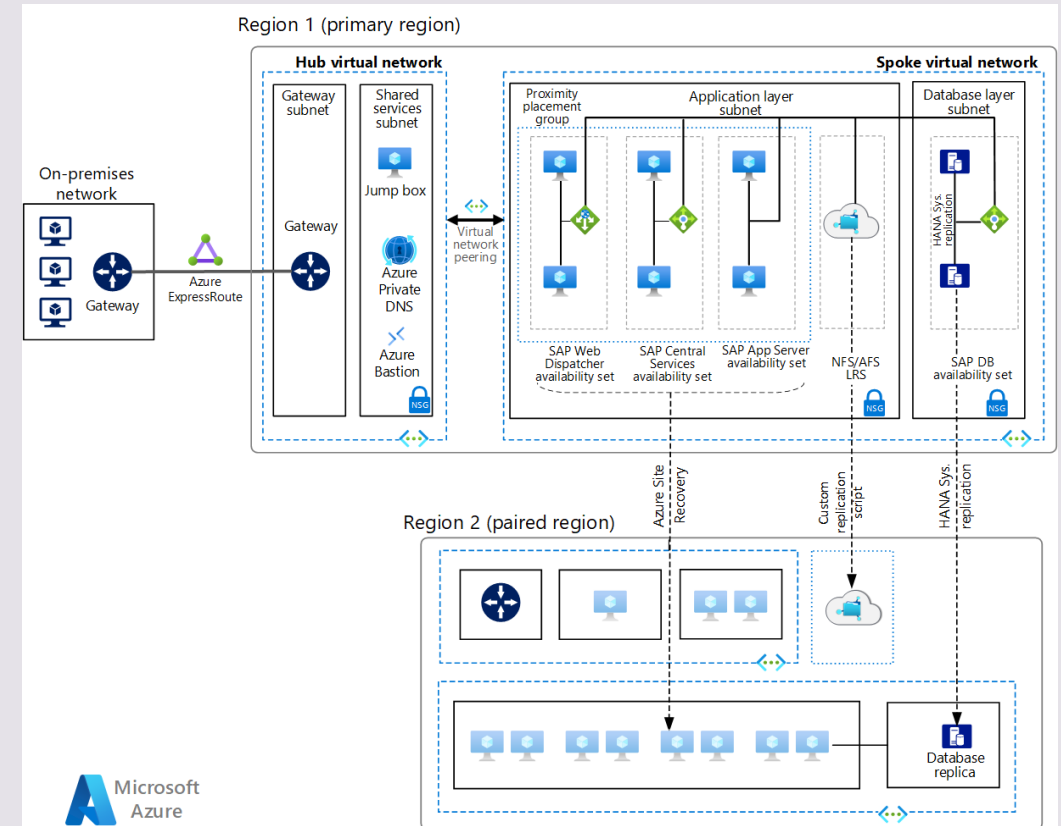 Region 1 (primary region)
Hub virtual network
Spoke virtual network
Gateway
subnet
Shared
services
subnet
Proximity
placement
group
Application layer
subnet
Database layer
subnet
On-premises
network
Jump box
Gateway
Azure
ExpressRoute
Gateway
Virtual
network
peering
Azure
Private
DNS
Azure
Bastion
NSG
HANA Sys.
replication
SAP Web
Dispatcher
availability set
SAP Central
Services
availability set
SAP App Server
availability set
NFS/AFS
LRS
SAP DB
availability set
NSG
NSG
Azure Site
Recovery
Custom
replication
script
HANA Sys.
replication
Region 2 (paired region)
Database
replica
Microsoft
Azure